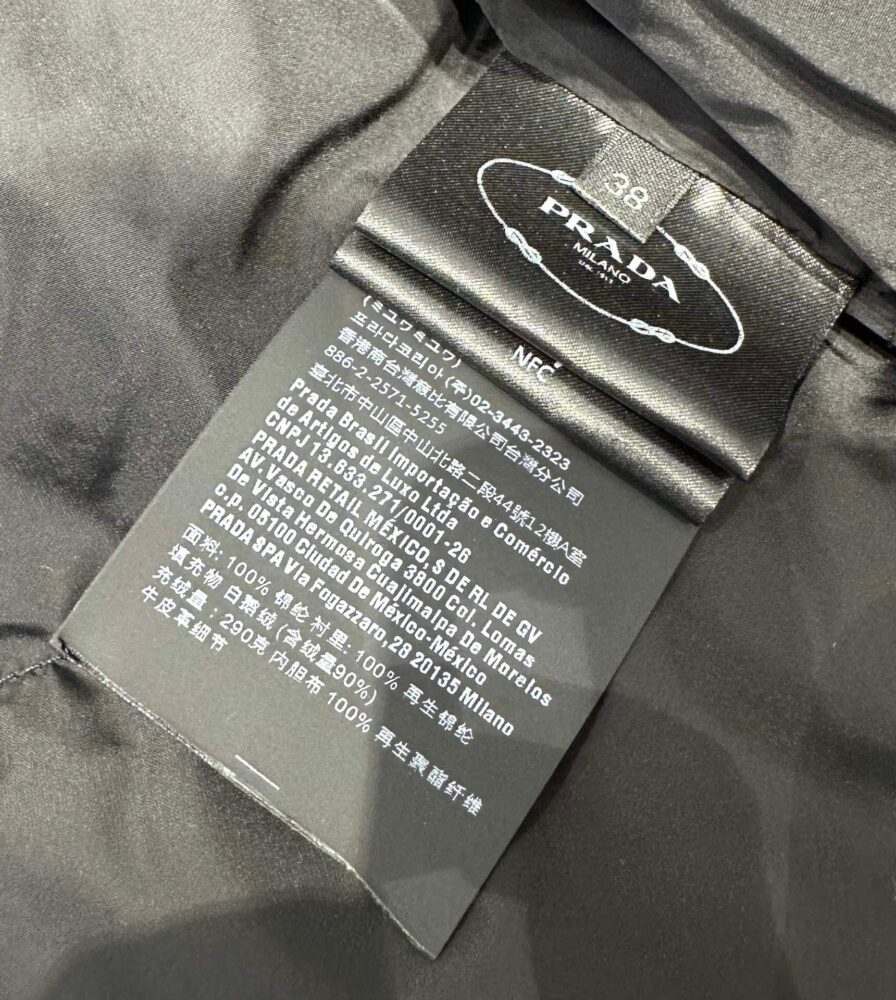 38
PRADA
MILANO
DAL 1913
NFC
(ミュウミュウ)
프라다코리아 (주)02-3443-2323
香港商台灣慕比有限公司台灣分公司
886-2-2571-5255
臺北市中山區中山北路二段44號12樓A室
Prada Brasil Importação e Comércio
de Artigos de Luxo Ltda
CNPJ 13.633.271/0001-26
PRADA RETAIL MÉXICO, S DE RL DE GV
AV. Vasco De Quiroga 3800 Col. Lomas
De Vista Hermosa Cuajimalpa De Morelos
c.p. 05100 Ciudad De México-México
PRADA SPA Via Fogazzaro, 28 20135 Milano
面料: 100% 锦纶 衬里: 100% 再生锦纶
填充物 白鹅绒 (含绒量90%)
充绒量: 290克 内胆布 100% 再生聚酯纤维
牛皮革细节